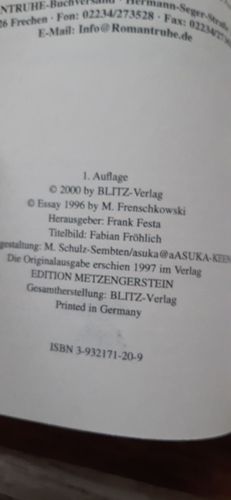 NTRUHE-Buchversand · Hermann-Seger-Straße
26 Frechen · Fon: 02234/273528 · Fax: 02234/
E-Mail: Info@Romantruhe.de
1. Auflage
© 2000 by BLITZ-Verlag
© Essay 1996 by M. Frenschkowski
Herausgeber: Frank Festa
Titelbild: Fabian Fröhlich
gestaltung: M. Schulz-Sembten/asuka@aASUKA-KEEN
Die Originalausgabe erschien 1997 im Verlag
EDITION METZENGERSTEIN
Gesamtherstellung: BLITZ-Verlag
Printed in Germany
ISBN 3-932171-20-9